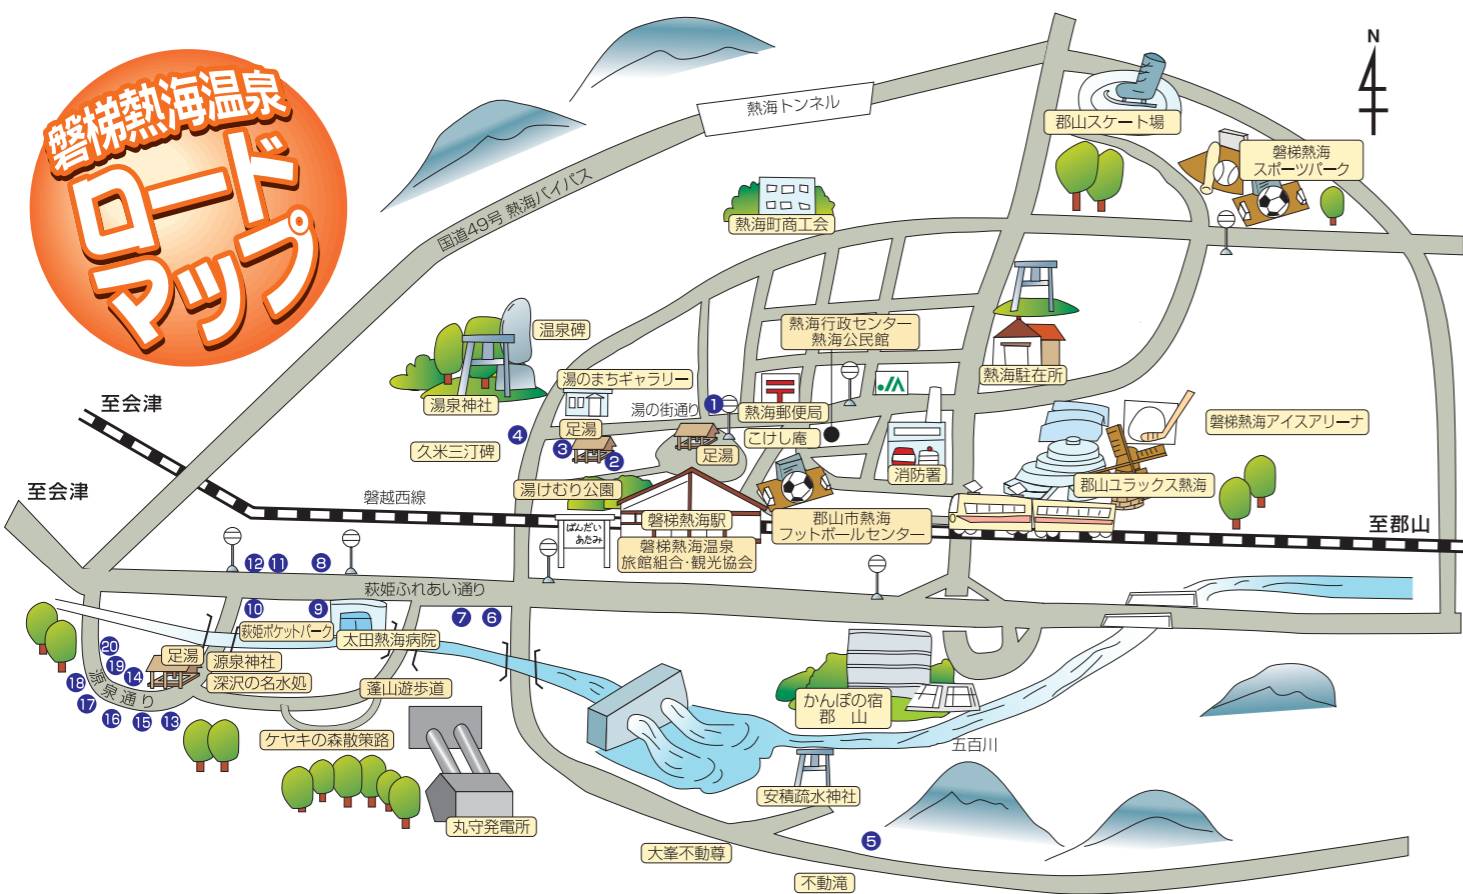 磐梯熱海温泉
ロード
マップ
N
熱海トンネル
郡山スケート場
磐梯熱海
スポーツパーク
国道49号 熱海バイパス
熱海町商工会
温泉碑
熱海行政センター
熱海公民館
湯のまちギャラリー
熱海駐在所
湯泉神社
湯の街通り
1
熱海郵便局
JA
至会津
4
足湯
こけし庵
磐梯熱海アイスアリーナ
久米三汀碑
3
2
足湯
消防署
至会津
磐越西線
湯けむり公園
郡山ユラックス熱海
磐梯熱海駅
郡山市熱海
フットボールセンター
至郡山
ばんだい
あたみ
磐梯熱海温泉
旅館組合・観光協会
12
11
8
萩姫ふれあい通り
10
9
7
6
萩姫ポケットパーク
太田熱海病院
20
19
14
足湯
源泉神社
18
源泉通り
深沢の名水処
17
蓬山遊歩道
16
15
13
かんぽの宿
郡 山
ケヤキの森散策路
五百川
安積疏水神社
丸守発電所
5
大峯不動尊
不動滝